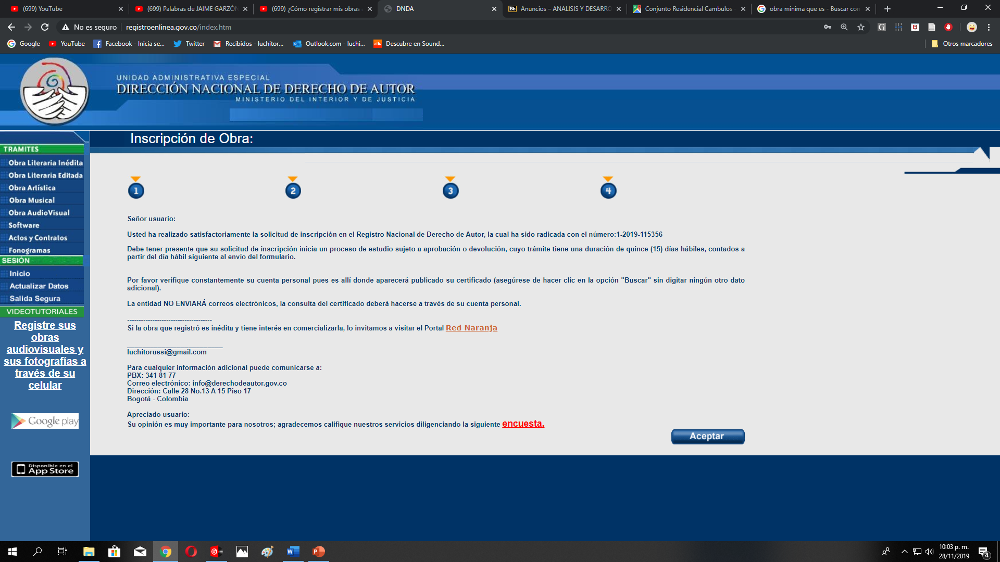 (699) YouTube
(699) Palabras de JAIME GARZÓN
(699) ¿Cómo registrar mis obras
DNDA
Anuncios – ANALISIS Y DESARRO
Conjunto Residencial Cambulos -
obra minima que es - Buscar con
No es seguro
registroenlinea.gov.co/index.htm
Google
YouTube
Facebook - Inicia se...
Twitter
Recibidos - luchitor...
Outlook.com - luchi...
Descubre en Sound...
Otros marcadores
UNIDAD ADMINISTRATIVA ESPECIAL
DIRECCIÓN NACIONAL DE DERECHO DE AUTOR
MINISTERIO DEL INTERIOR Y DE JUSTICIA
Inscripción de Obra:
TRAMITES
Obra Literaria Inédita
Obra Literaria Editada
Obra Artística
Obra Musical
Obra AudioVisual
Software
Actos y Contratos
Fonogramas
SESIÓN
Inicio
Actualizar Datos
Salida Segura
VIDEOTUTORIALES
Registre sus
obras
audiovisuales y
sus fotografías a
través de su
celular
Google play
Disponible en el
App Store
1
2
3
4
Señor usuario:
Usted ha realizado satisfactoriamente la solicitud de inscripción en el Registro Nacional de Derecho de Autor, la cual ha sido radicada con el número:1-2019-115356
Debe tener presente que su solicitud de inscripción inicia un proceso de estudio sujeto a aprobación o devolución, cuyo trámite tiene una duración de quince (15) días hábiles, contados a
partir del día hábil siguiente al envío del formulario.
Por favor verifique constantemente su cuenta personal pues es allí donde aparecerá publicado su certificado (asegúrese de hacer clic en la opción "Buscar" sin digitar ningún otro dato
adicional).
La entidad NO ENVIARÁ correos electrónicos, la consulta del certificado deberá hacerse a través de su cuenta personal.
-------------------------------------
Si la obra que registró es inédita y tiene interés en comercializarla, lo invitamos a visitar el Portal Red Naranja
__________________________
luchitorussi@gmail.com
Para cualquier información adicional puede comunicarse a:
PBX: 341 81 77
Correo electrónico: info@derechodeautor.gov.co
Dirección: Calle 28 No.13 A 15 Piso 17
Bogotá - Colombia
Apreciado usuario:
Su opinión es muy importante para nosotros; agradecemos califique nuestros servicios diligenciando la siguiente encuesta.
Aceptar
10:03 p. m.
28/11/2019
4